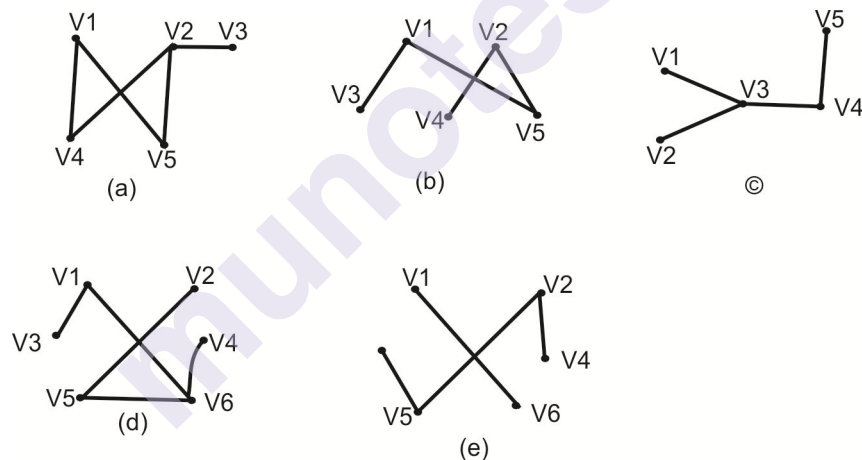 V1 V2 V3
V4 V5
(a)
V1 V2
V3 V4 V5
(b)
V5
V1 V3 V4
V2
©
V1 V2
V3 V4
V5 V6
(d)
V1 V2
V4
V5 V6
(e)
munotes